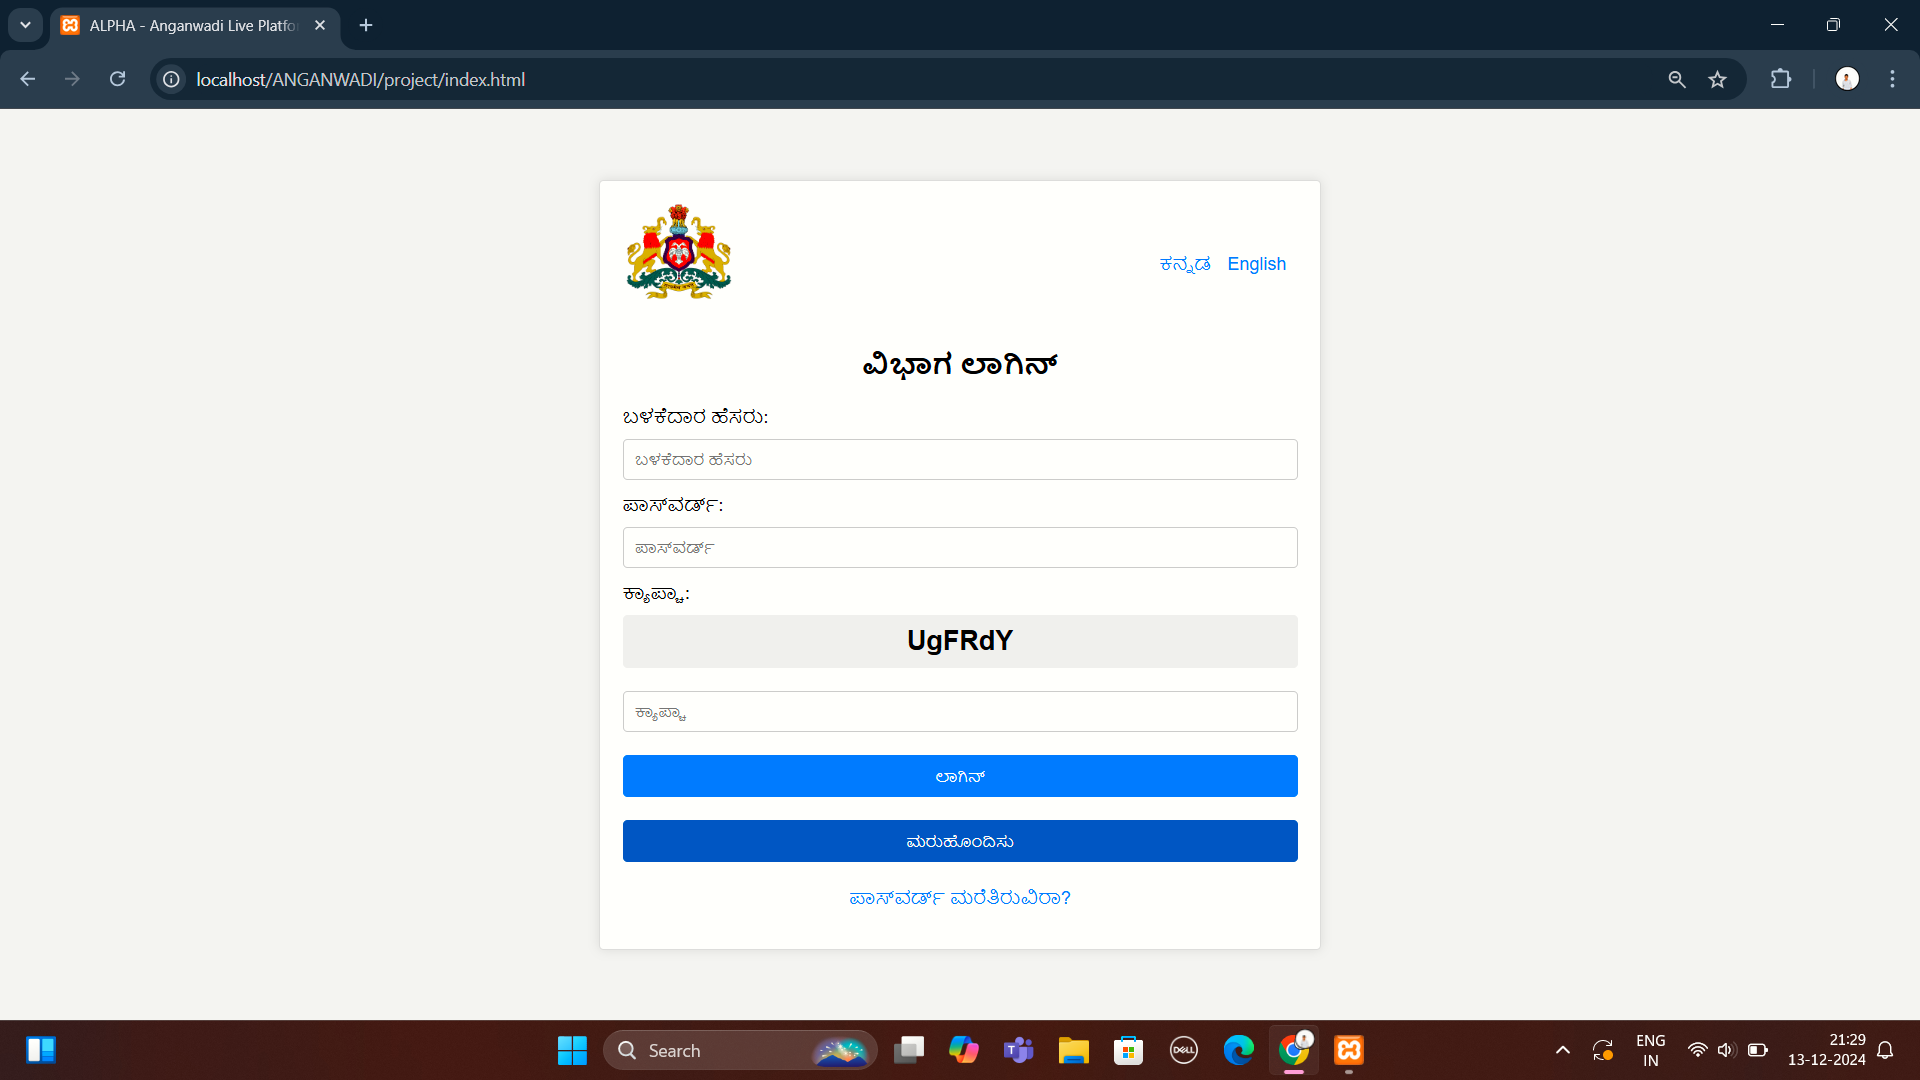 ALPHA - Anganwadi Live Platfo
localhost/ANGANWADI/project/index.html
ಕನ್ನಡ English
ವಿಭಾಗ ಲಾಗಿನ್
ಬಳಕೆದಾರ ಹೆಸರು:
ಬಳಕೆದಾರ ಹೆಸರು
ಪಾಸ್‌ವರ್ಡ್:
ಪಾಸ್‌ವರ್ಡ್
ಕ್ಯಾಪ್ಚಾ:
UgFRdY
ಕ್ಯಾಪ್ಚಾ
ಲಾಗಿನ್
ಮರುಹೊಂದಿಸು
ಪಾಸ್‌ವರ್ಡ್ ಮರೆತಿರುವಿರಾ?
Search
DELL
ENG
IN
21:29
13-12-2024